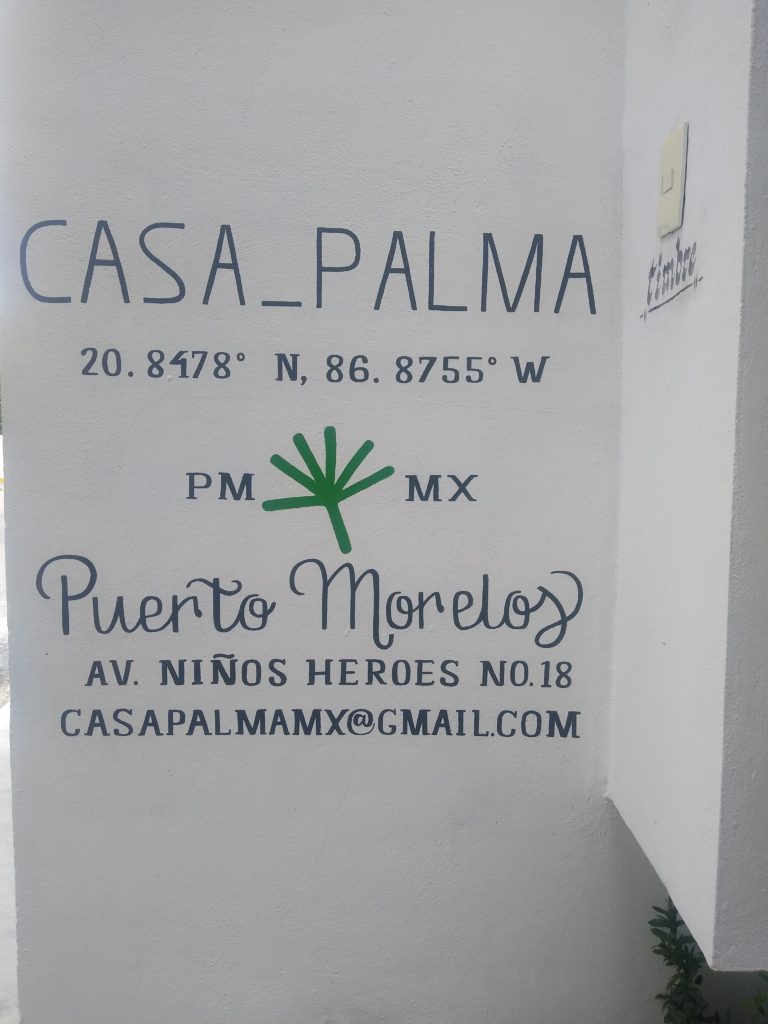 CASA_PALMA
20. 8478° N, 86. 8755° W
PM MX
Puerto Morelos
AV. NIÑOS HEROES NO.18
CASAPALMAMX@GMAIL.COM
timbre